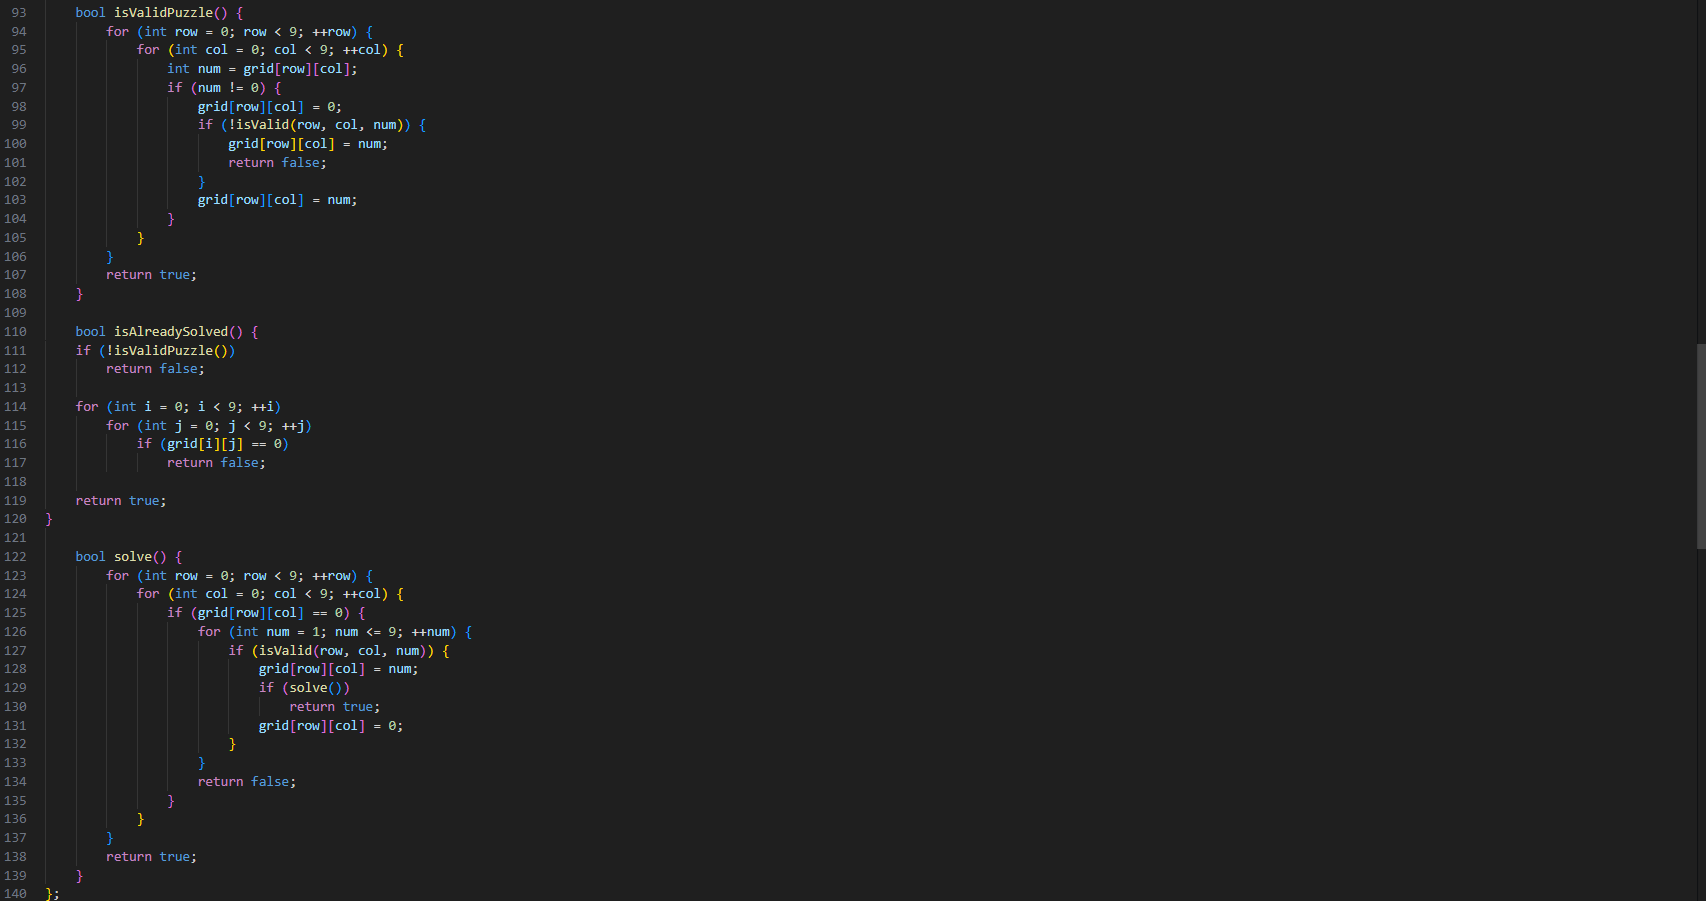 93 bool isValidPuzzle() {
94 for (int row = 0; row < 9; ++row) {
95 for (int col = 0; col < 9; ++col) {
96 int num = grid[row][col];
97 if (num != 0) {
98 grid[row][col] = 0;
99 if (!isValid(row, col, num)) {
100 grid[row][col] = num;
101 return false;
102 }
103 grid[row][col] = num;
104 }
105 }
106 }
107 return true;
108 }
109
110 bool isAlreadySolved() {
111 if (!isValidPuzzle())
112 return false;
113
114 for (int i = 0; i < 9; ++i)
115 for (int j = 0; j < 9; ++j)
116 if (grid[i][j] == 0)
117 return false;
118
119 return true;
120 }
121
122 bool solve() {
123 for (int row = 0; row < 9; ++row) {
124 for (int col = 0; col < 9; ++col) {
125 if (grid[row][col] == 0) {
126 for (int num = 1; num <= 9; ++num) {
127 if (isValid(row, col, num)) {
128 grid[row][col] = num;
129 if (solve())
130 return true;
131 grid[row][col] = 0;
132 }
133 }
134 return false;
135 }
136 }
137 }
138 return true;
139 }
140 };